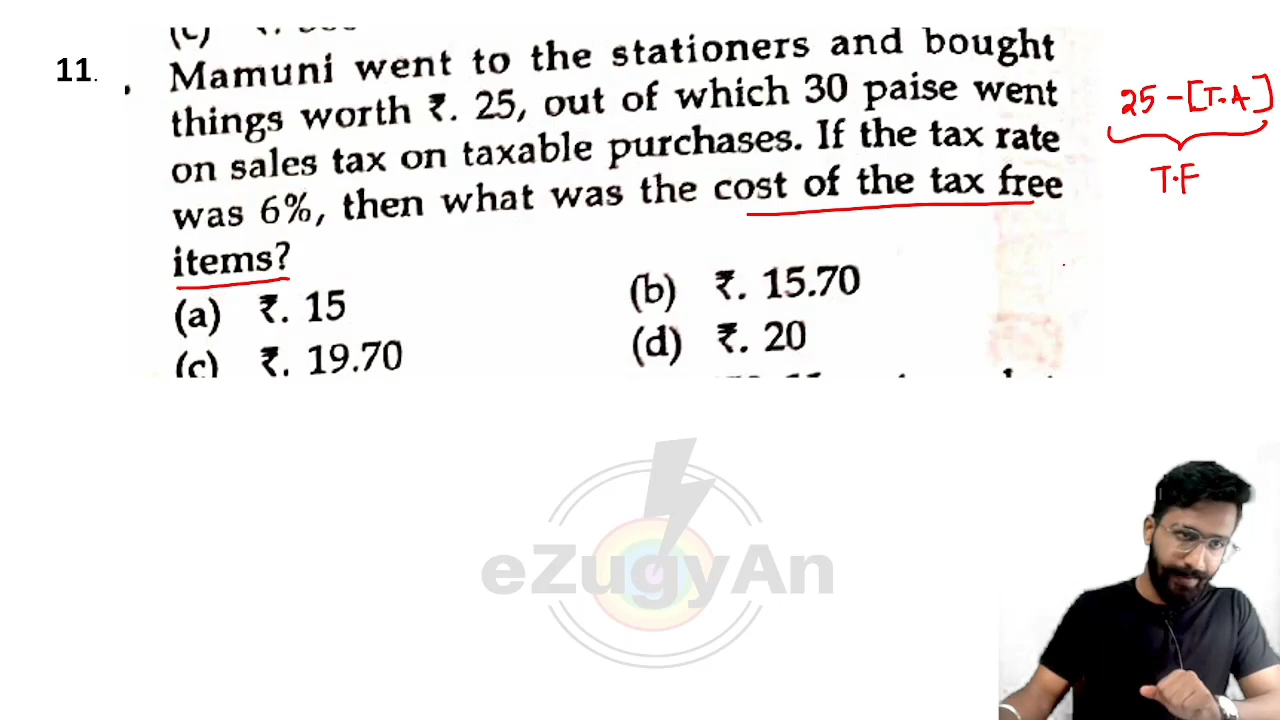 11.
Mamuni went to the stationers and bought
things worth ₹. 25, out of which 30 paise went
on sales tax on taxable purchases. If the tax rate
was 6%, then what was the cost of the tax free
items?
(a) ₹. 15
(b) ₹. 15.70
(c) ₹. 19.70
(d) ₹. 20
25 - [T.A]
T.F
eZugyAn